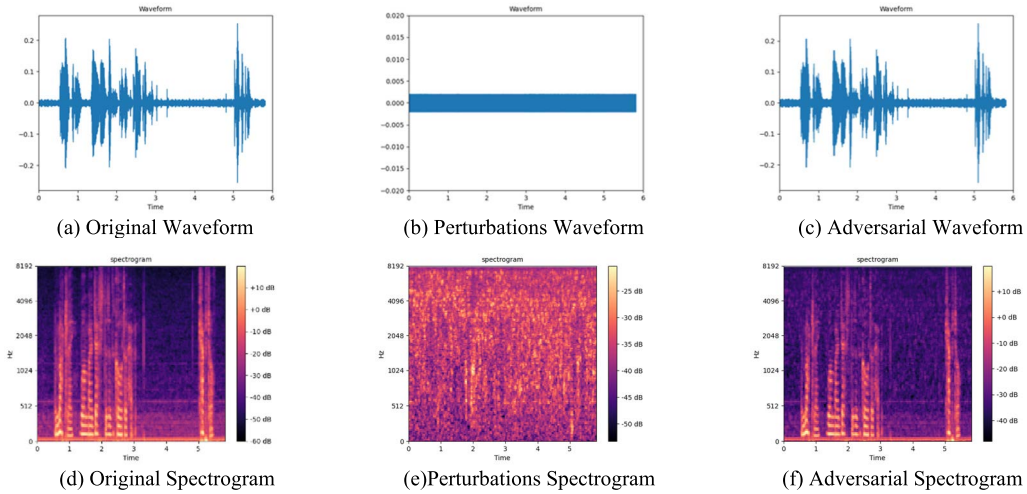 Waveform
0.2
0.1
0.0
−0.1
−0.2
0 1 2 3 4 5 6
Time
(a) Original Waveform
Waveform
0.020
0.015
0.010
0.005
0.000
−0.005
−0.010
−0.015
−0.020
0 1 2 3 4 5 6
Time
(b) Perturbations Waveform
Waveform
0.2
0.1
0.0
−0.1
−0.2
0 1 2 3 4 5 6
Time
(c) Adversarial Waveform
spectrogram
8192
4096
2048
1024
512
0
Hz
0 1 2 3 4 5
Time
+10 dB
+0 dB
-10 dB
-20 dB
-30 dB
-40 dB
-50 dB
-60 dB
(d) Original Spectrogram
spectrogram
8192
4096
2048
1024
512
0
Hz
0 1 2 3 4 5
Time
-25 dB
-30 dB
-35 dB
-40 dB
-45 dB
-50 dB
(e)Perturbations Spectrogram
spectrogram
8192
4096
2048
1024
512
0
Hz
0 1 2 3 4 5
Time
+10 dB
+0 dB
-10 dB
-20 dB
-30 dB
-40 dB
(f) Adversarial Spectrogram